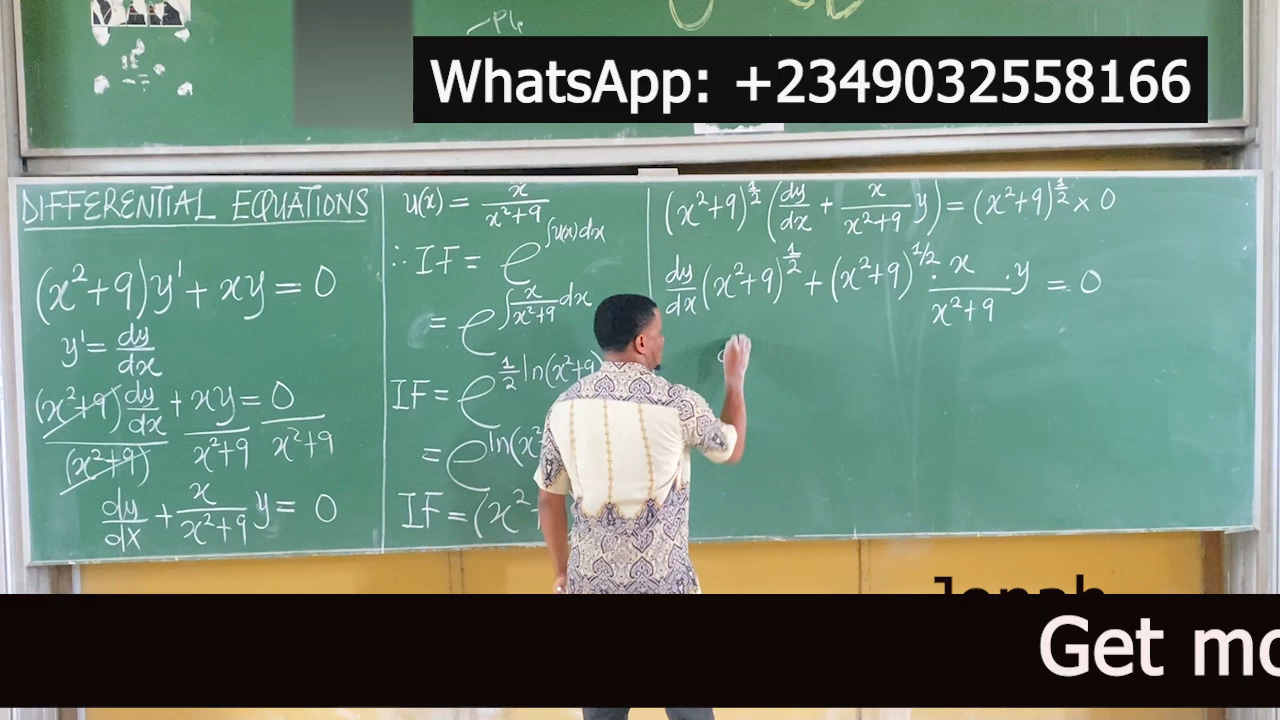 WhatsApp: +2349032558166
DIFFERENTIAL EQUATIONS
(x²+9)y' + xy = 0
y' = dy/dx
(x²+9) dy/dx / (x²+9) + xy / x²+9 = 0 / x²+9
dy/dx + x/x²+9 y = 0
u(x) = x/x²+9
∴ IF = e^∫u(x)dx
= e^∫x/x²+9 dx
IF = e^½ ln(x²+9)
= e^ln(x²
IF = (x²
(x²+9)^½ (dy/dx + x/x²+9 y) = (x²+9)^½ × 0
dy/dx (x²+9)^½ + (x²+9)^1/2 · x/x²+9 · y = 0
Jonah
Get mo